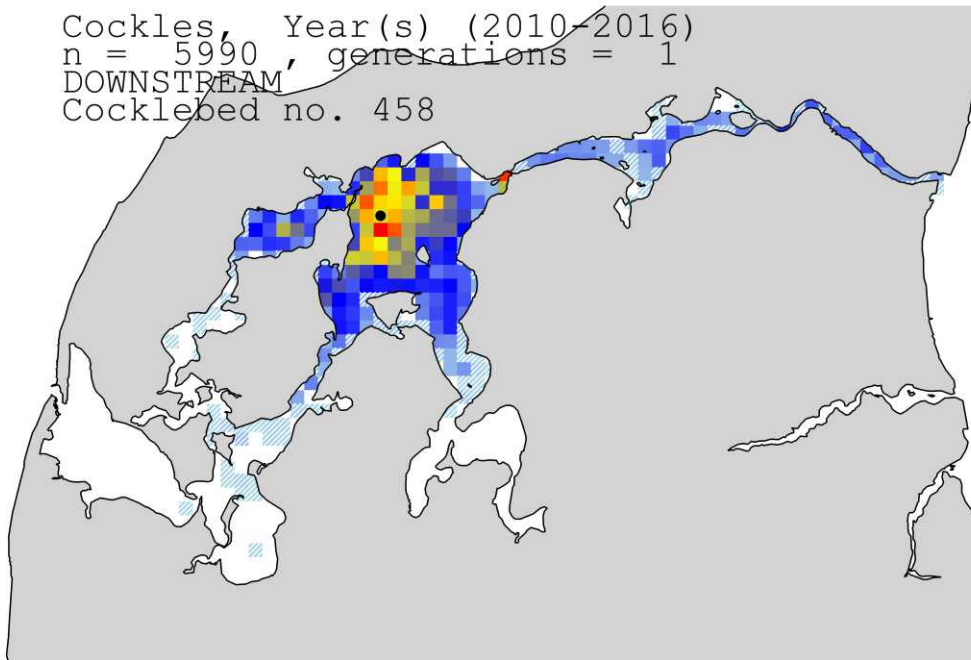 Cockles, Year(s) (2010-2016)
n = 5990 , generations = 1
DOWNSTREAM
Cocklebed no. 458